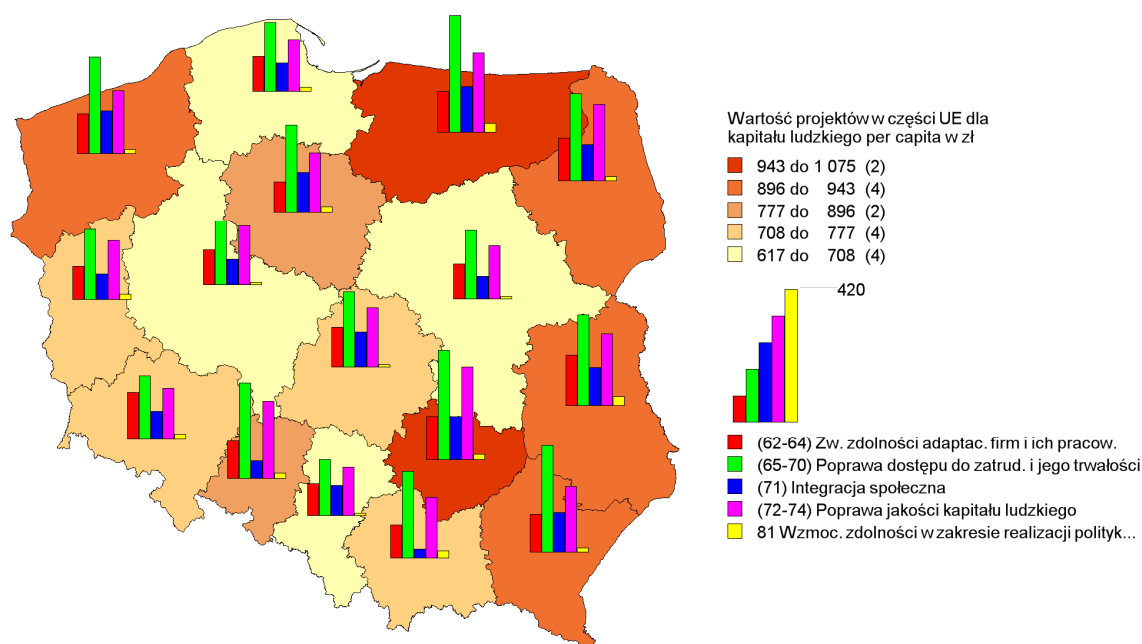 Wartość projektów w części UE dla
kapitału ludzkiego per capita w zł
943 do 1 075 (2)
896 do 943 (4)
777 do 896 (2)
708 do 777 (4)
617 do 708 (4)
420
(62-64) Zw. zdolności adaptac. firm i ich pracow.
(65-70) Poprawa dostępu do zatrud. i jego trwałości
(71) Integracja społeczna
(72-74) Poprawa jakości kapitału ludzkiego
81 Wzmoc. zdolności w zakresie realizacji polityk...